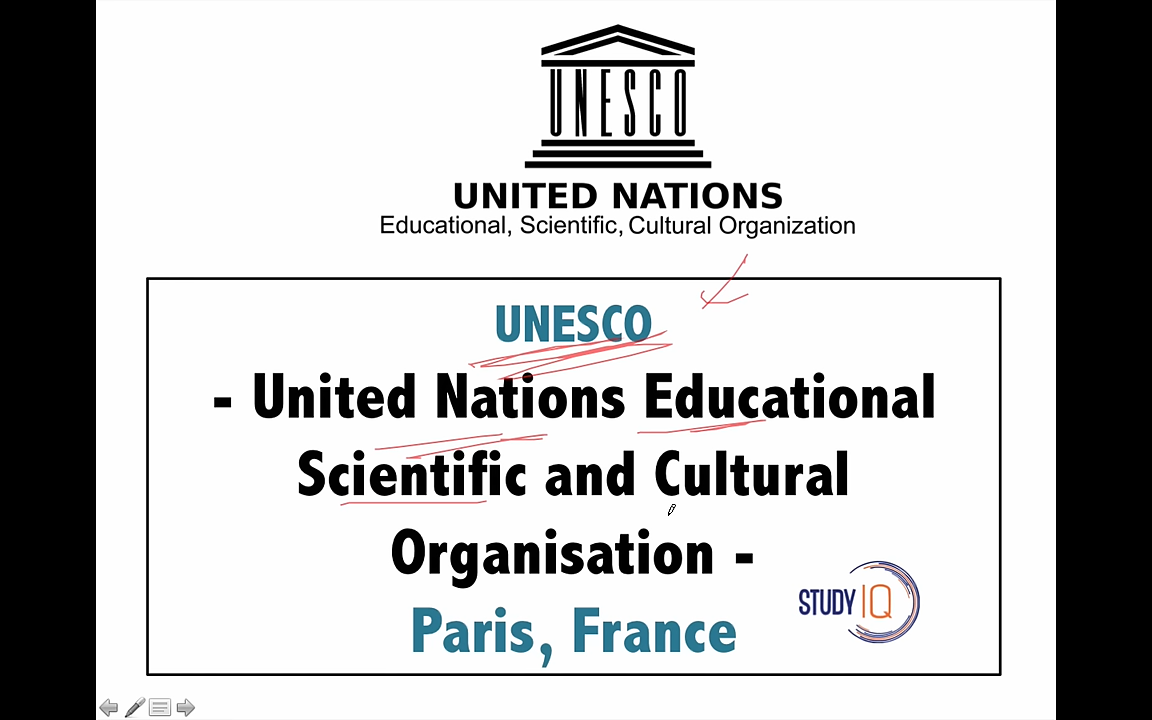 UNESCO
UNITED NATIONS
Educational, Scientific, Cultural Organization
UNESCO
- United Nations Educational
Scientific and Cultural
Organisation -
Paris, France
STUDY IQ